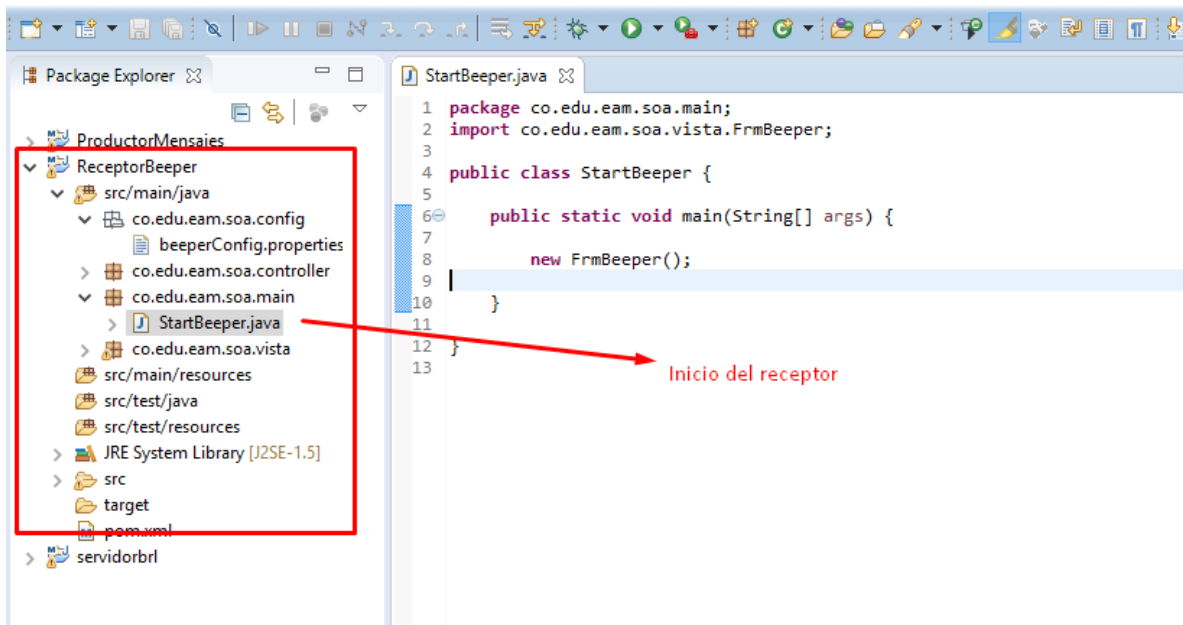 Package Explorer
ProductorMensajes
ReceptorBeeper
src/main/java
co.edu.eam.soa.config
beeperConfig.properties
co.edu.eam.soa.controller
co.edu.eam.soa.main
StartBeeper.java
co.edu.eam.soa.vista
src/main/resources
src/test/java
src/test/resources
JRE System Library [J2SE-1.5]
src
target
pom.xml
servidorbrl
StartBeeper.java
1 package co.edu.eam.soa.main;
2 import co.edu.eam.soa.vista.FrmBeeper;
3
4 public class StartBeeper {
5
6 public static void main(String[] args) {
7
8 new FrmBeeper();
9
10 }
11
12 }
13
Inicio del receptor